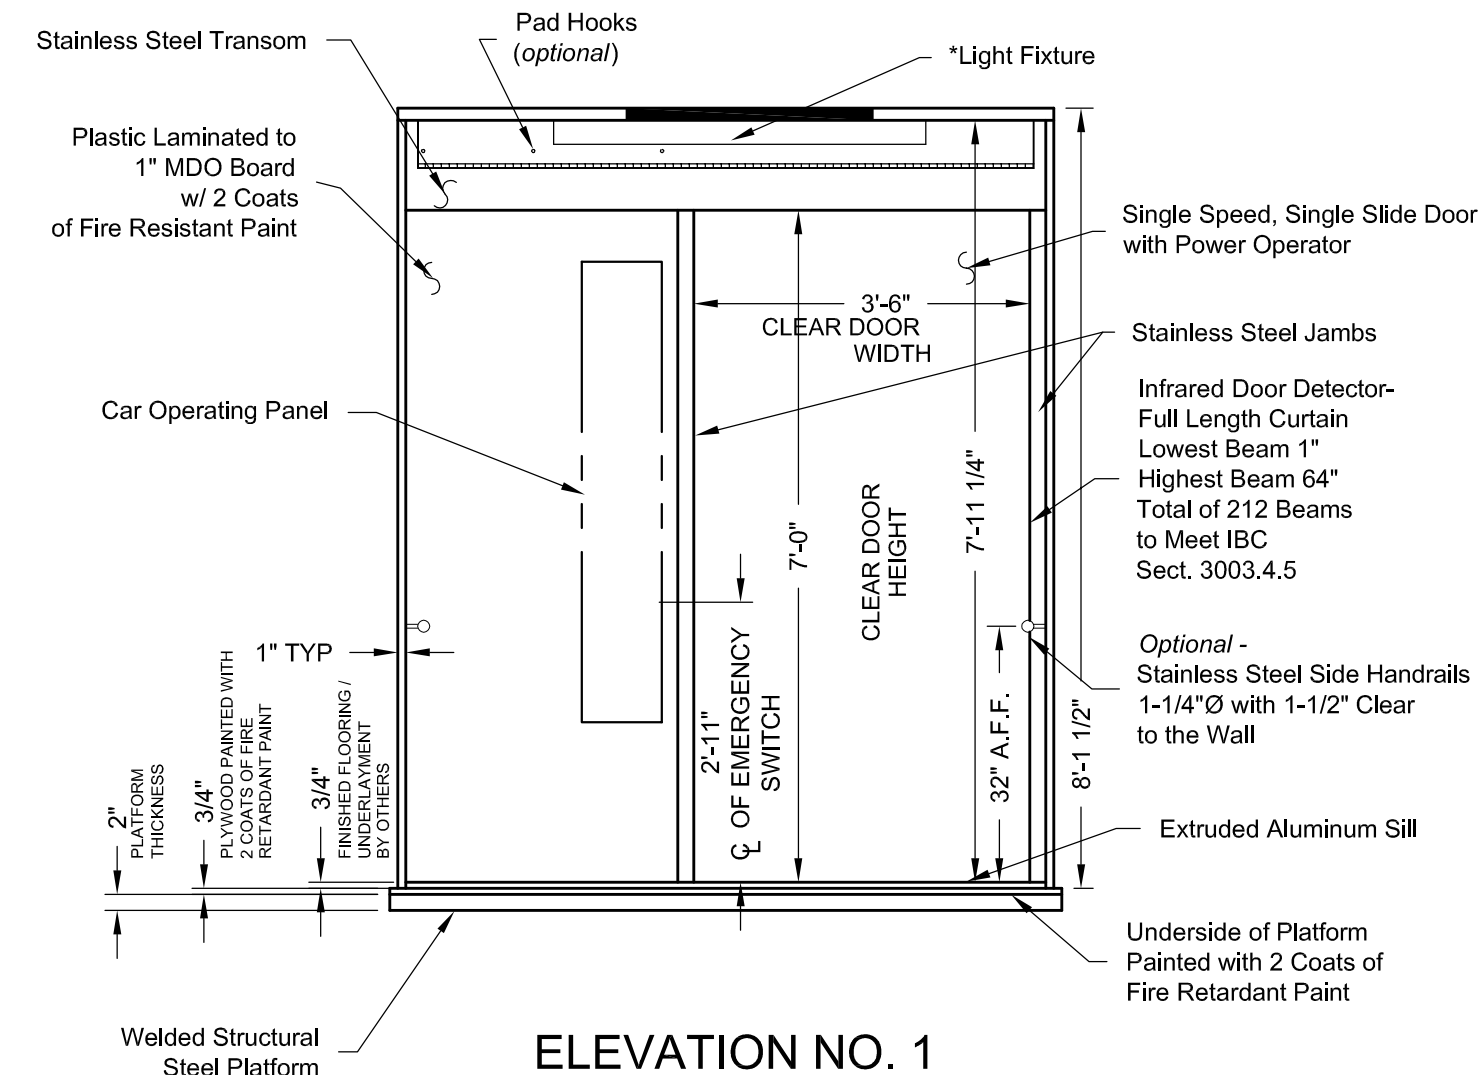 Stainless Steel Transom
Pad Hooks
(optional)
*Light Fixture
Plastic Laminated to
1" MDO Board
w/ 2 Coats
of Fire Resistant Paint
Single Speed, Single Slide Door
with Power Operator
3'-6"
CLEAR DOOR
WIDTH
Stainless Steel Jambs
Car Operating Panel
Infrared Door Detector-
Full Length Curtain
Lowest Beam 1"
Highest Beam 64"
Total of 212 Beams
to Meet IBC
Sect. 3003.4.5
7'-0"
CLEAR DOOR
HEIGHT
7'-11 1/4"
1" TYP
Optional -
Stainless Steel Side Handrails
1-1/4"Ø with 1-1/2" Clear
to the Wall
2"
PLATFORM
THICKNESS
3/4"
PLYWOOD PAINTED WITH
2 COATS OF FIRE
RETARDANT PAINT
3/4"
FINISHED FLOORING /
UNDERLAYMENT
BY OTHERS
2'-11"
℄ OF EMERGENCY
SWITCH
32" A.F.F.
8'-1 1/2"
Extruded Aluminum Sill
Underside of Platform
Painted with 2 Coats of
Fire Retardant Paint
Welded Structural
Steel Platform
ELEVATION NO. 1